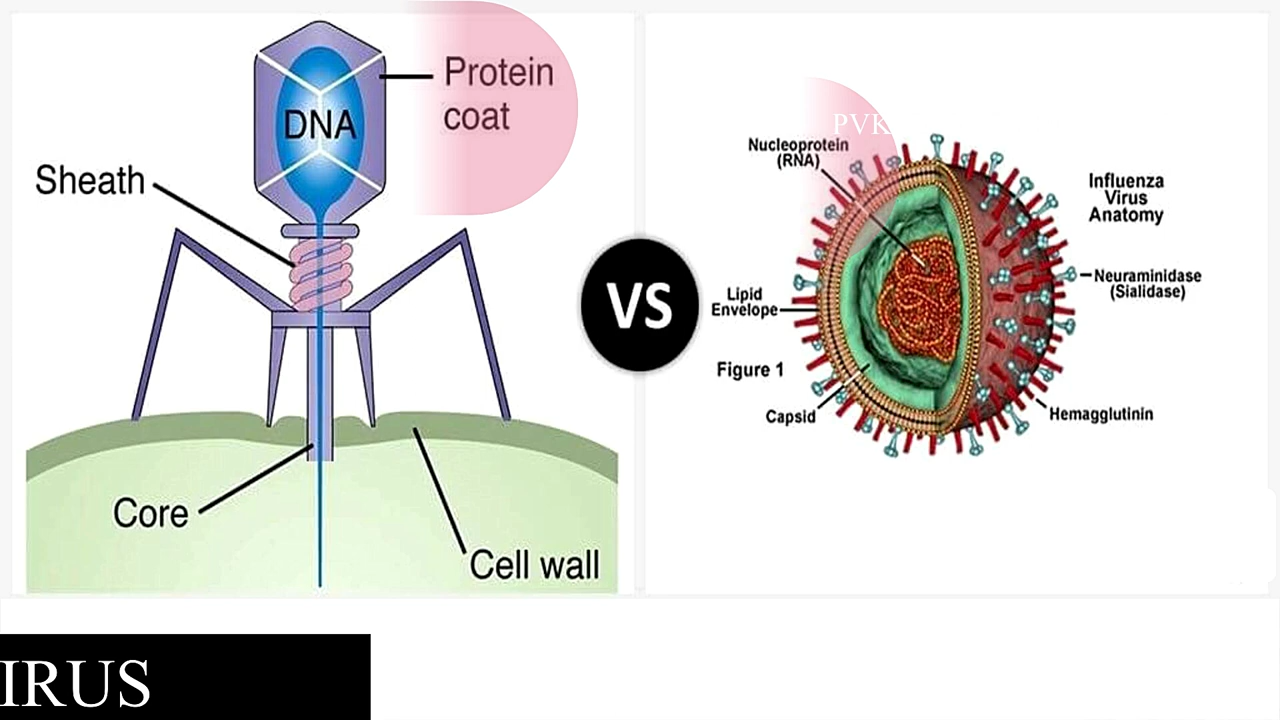 Protein
coat
DNA
Sheath
Core
Cell wall
VS
PVK
Nucleoprotein
(RNA)
Influenza
Virus
Anatomy
Neuraminidase
(Sialidase)
Lipid
Envelope
Figure 1
Capsid
Hemagglutinin
IRUS